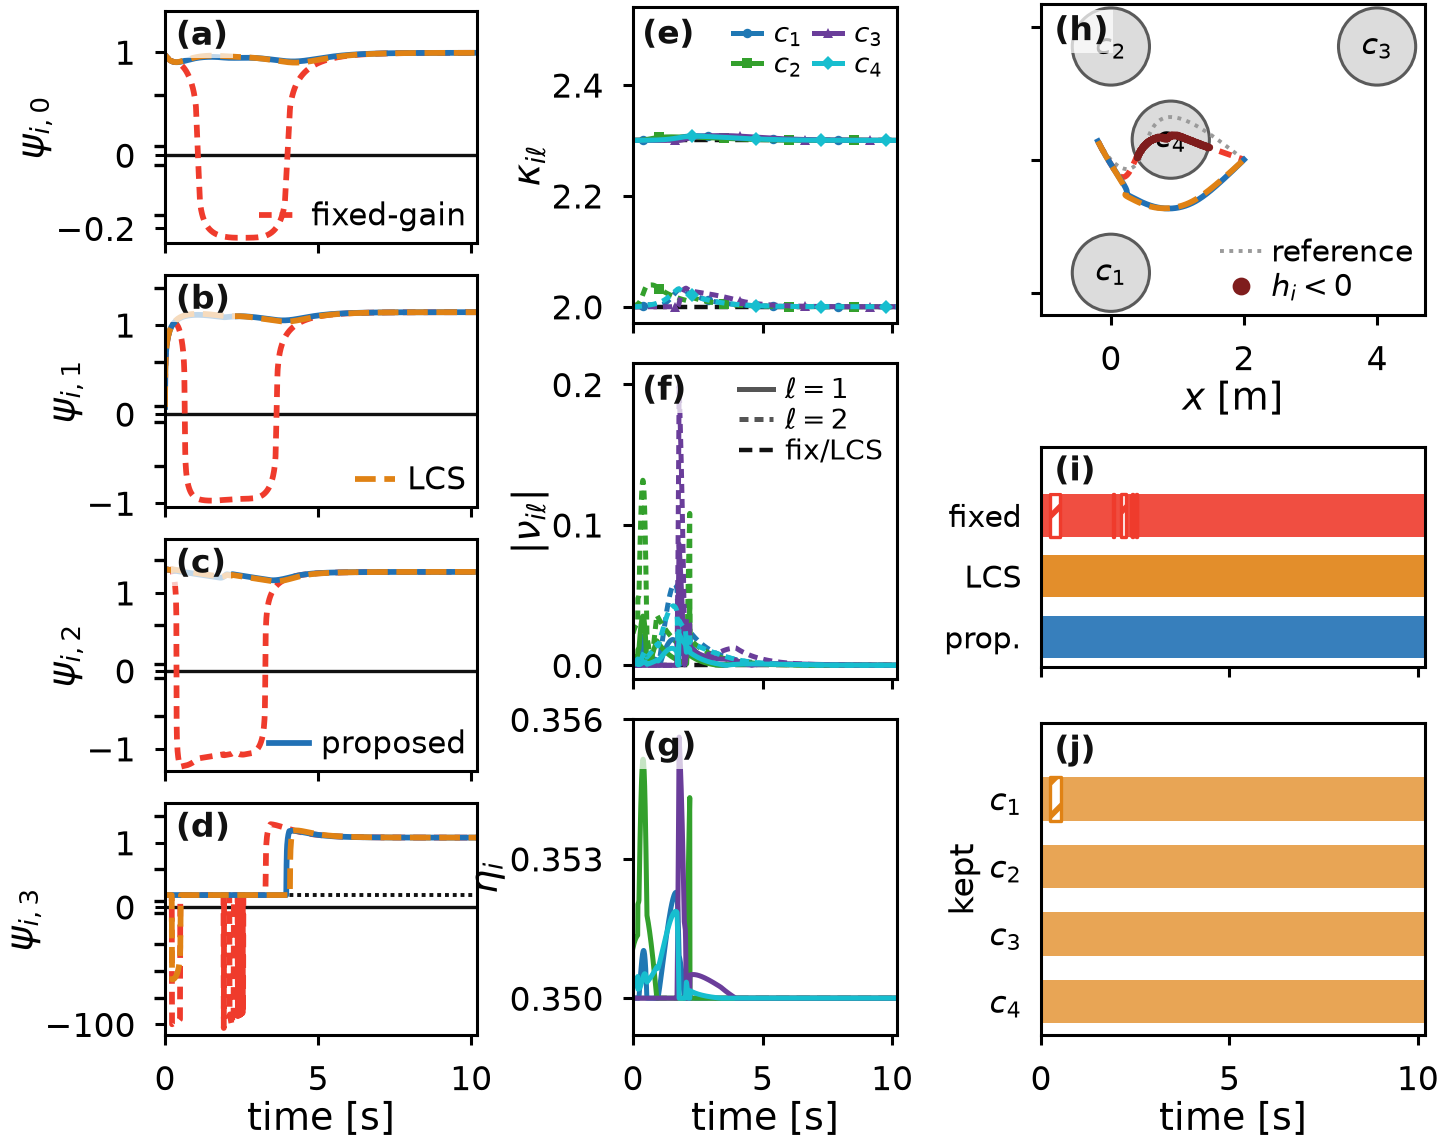 (a)
1
0
−0.2
ψi, 0
fixed-gain
(b)
1
0
−1
ψi, 1
LCS
(c)
1
0
−1
ψi, 2
proposed
(d)
1
0
−100
ψi, 3
0 5 10
time [s]
(e)
c1 c3
c2 c4
2.4
2.2
2.0
κiℓ
(f)
ℓ = 1
ℓ = 2
fix/LCS
0.2
0.1
0.0
|νiℓ|
(g)
0.356
0.353
0.350
ηi
0 5 10
time [s]
(h)
c2
c3
c4
c1
reference
hi < 0
0 2 4
x [m]
(i)
fixed
LCS
prop.
(j)
c1
c2
c3
c4
kept
0 5 10
time [s]